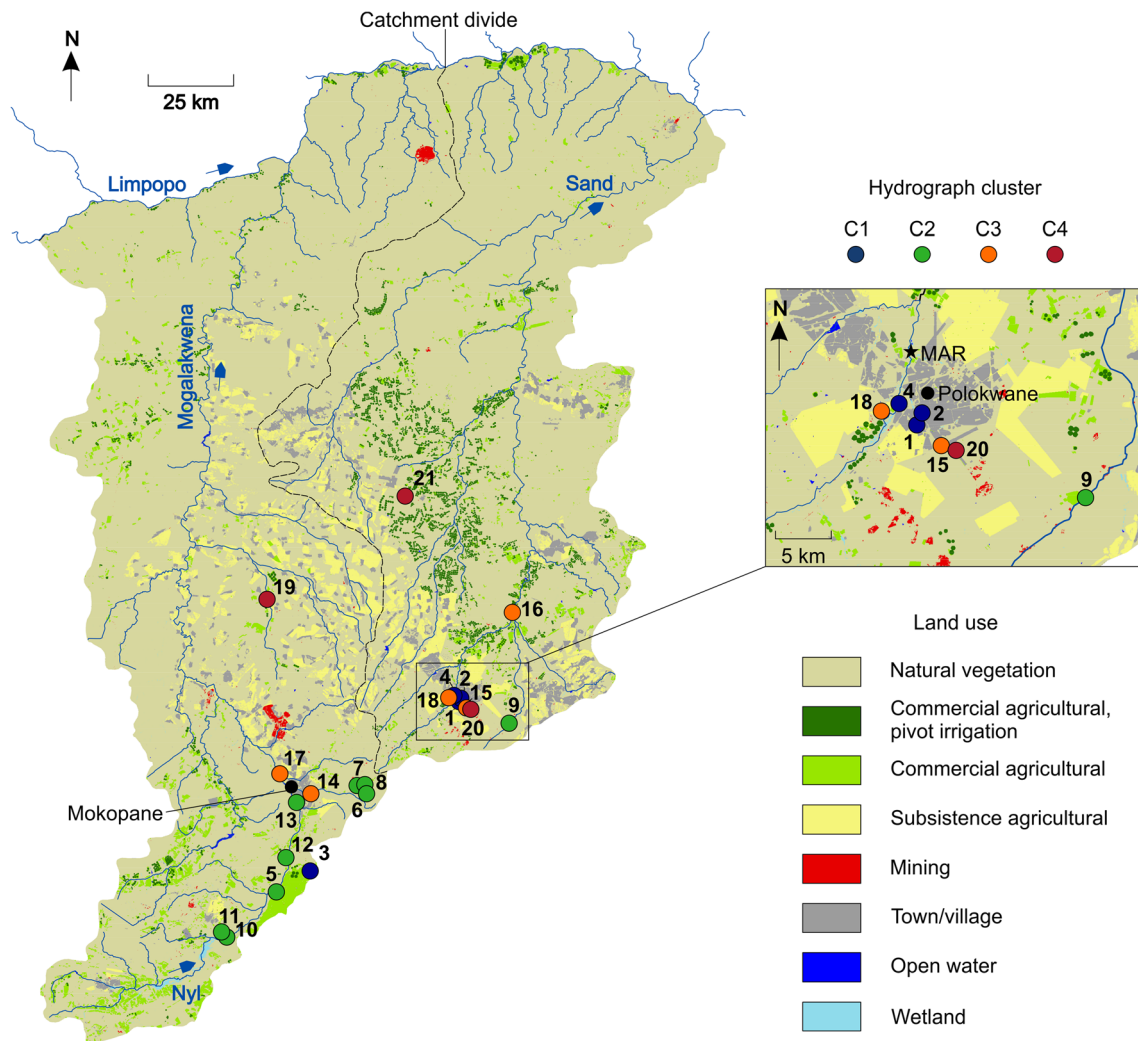 Catchment divide
N
25 km
Limpopo
Sand
Mogalakwena
21
19
16
4
2
18
15
9
1
20
17
7
8
14
6
Mokopane
13
12
3
5
11
10
Nyl
Hydrograph cluster
C1 C2 C3 C4
N
MAR
4
Polokwane
18
2
1
15
20
9
5 km
Land use
Natural vegetation
Commercial agricultural,
pivot irrigation
Commercial agricultural
Subsistence agricultural
Mining
Town/village
Open water
Wetland